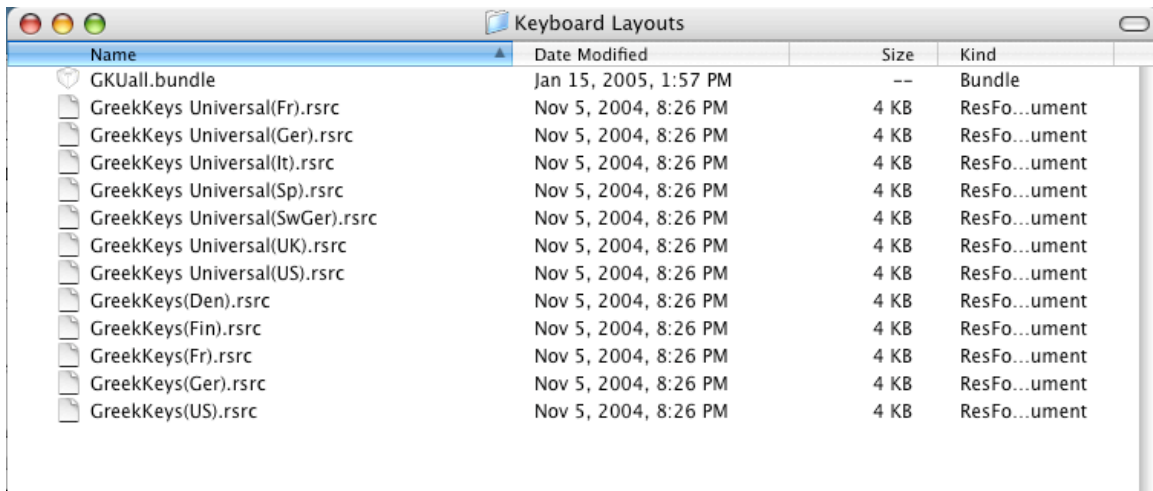 Keyboard Layouts
Name Date Modified Size Kind
GKUall.bundle Jan 15, 2005, 1:57 PM -- Bundle
GreekKeys Universal(Fr).rsrc Nov 5, 2004, 8:26 PM 4 KB ResFo...ument
GreekKeys Universal(Ger).rsrc Nov 5, 2004, 8:26 PM 4 KB ResFo...ument
GreekKeys Universal(It).rsrc Nov 5, 2004, 8:26 PM 4 KB ResFo...ument
GreekKeys Universal(Sp).rsrc Nov 5, 2004, 8:26 PM 4 KB ResFo...ument
GreekKeys Universal(SwGer).rsrc Nov 5, 2004, 8:26 PM 4 KB ResFo...ument
GreekKeys Universal(UK).rsrc Nov 5, 2004, 8:26 PM 4 KB ResFo...ument
GreekKeys Universal(US).rsrc Nov 5, 2004, 8:26 PM 4 KB ResFo...ument
GreekKeys(Den).rsrc Nov 5, 2004, 8:26 PM 4 KB ResFo...ument
GreekKeys(Fin).rsrc Nov 5, 2004, 8:26 PM 4 KB ResFo...ument
GreekKeys(Fr).rsrc Nov 5, 2004, 8:26 PM 4 KB ResFo...ument
GreekKeys(Ger).rsrc Nov 5, 2004, 8:26 PM 4 KB ResFo...ument
GreekKeys(US).rsrc Nov 5, 2004, 8:26 PM 4 KB ResFo...ument